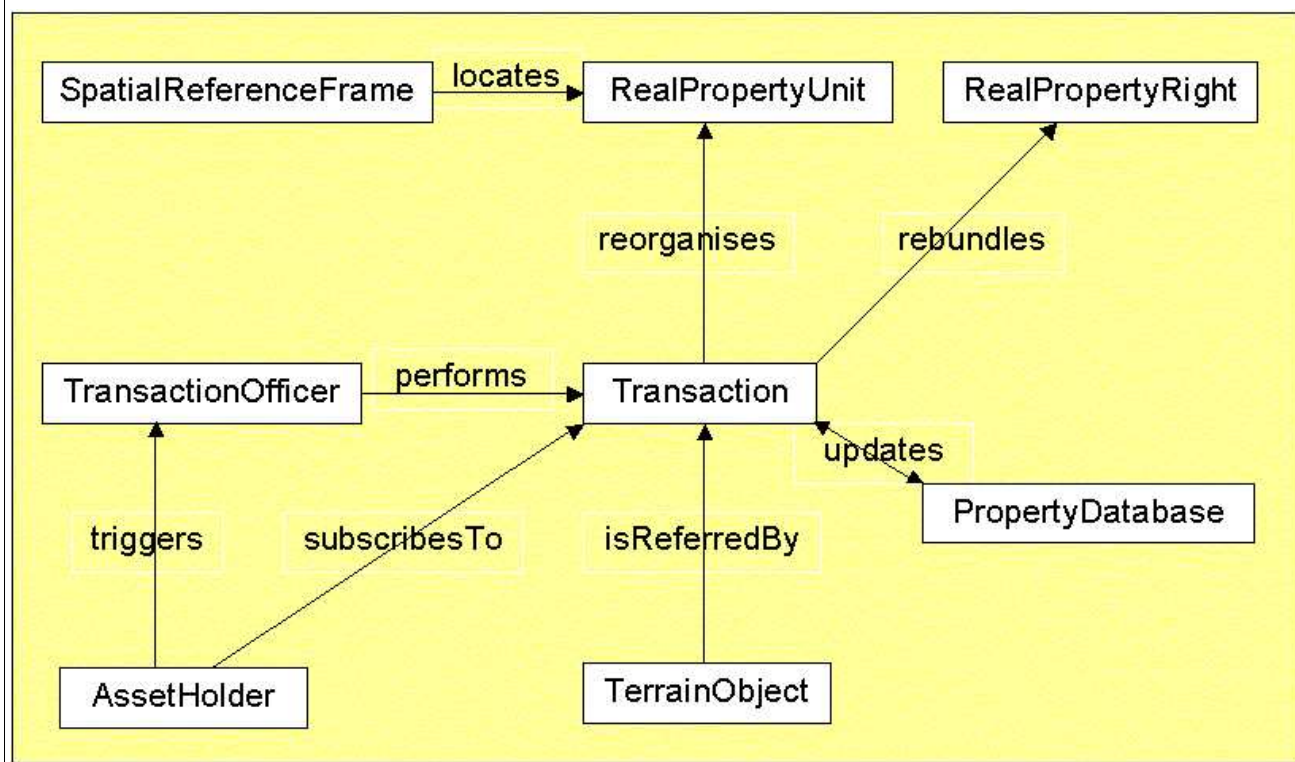 SpatialReferenceFrame
locates
RealPropertyUnit
RealPropertyRight
reorganises
rebundles
TransactionOfficer
performs
Transaction
updates
PropertyDatabase
triggers
subscribesTo
isReferredBy
AssetHolder
TerrainObject